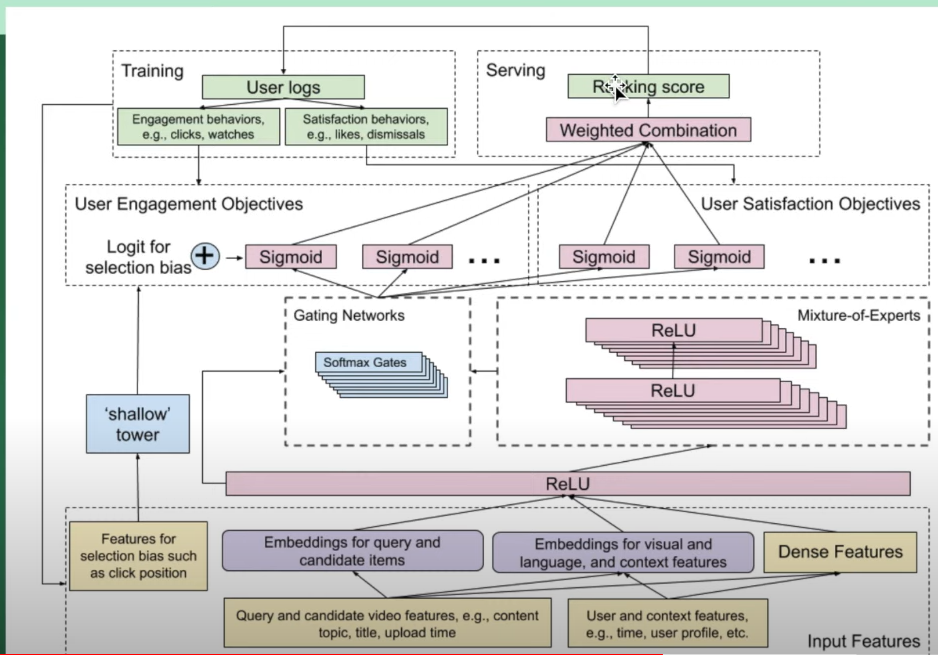 Training
User logs
Engagement behaviors,
e.g., clicks, watches
Satisfaction behaviors,
e.g., likes, dismissals
Serving
Ranking score
Weighted Combination
User Engagement Objectives
Logit for
selection bias
+
Sigmoid
Sigmoid
...
User Satisfaction Objectives
Sigmoid
Sigmoid
...
Gating Networks
Softmax Gates
Mixture-of-Experts
ReLU
ReLU
'shallow'
tower
ReLU
Features for
selection bias such
as click position
Embeddings for query and
candidate items
Embeddings for visual and
language, and context features
Dense Features
Query and candidate video features, e.g., content
topic, title, upload time
User and context features,
e.g., time, user profile, etc.
Input Features